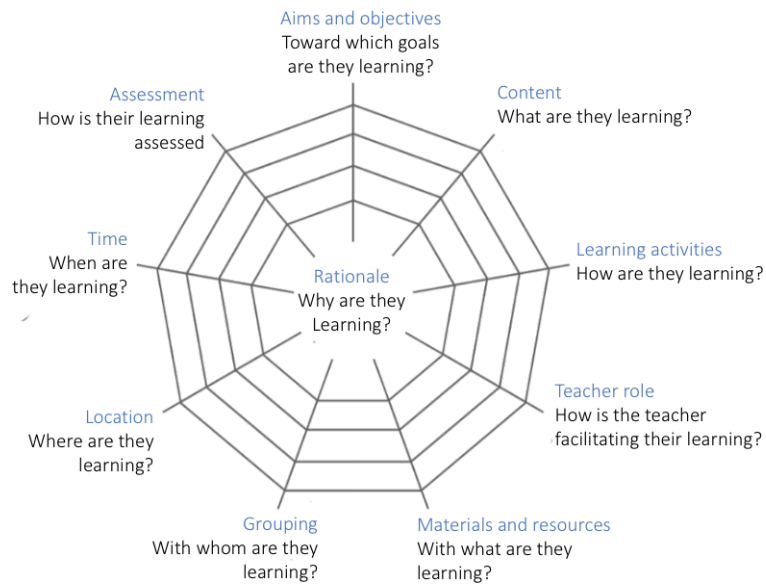 Aims and objectives
Toward which goals
are they learning?
Content
What are they learning?
Learning activities
How are they learning?
Teacher role
How is the teacher
facilitating their learning?
Materials and resources
With what are they
learning?
Grouping
With whom are they
learning?
Location
Where are they
learning?
Time
When are
they learning?
Assessment
How is their learning
assessed
Rationale
Why are they
Learning?